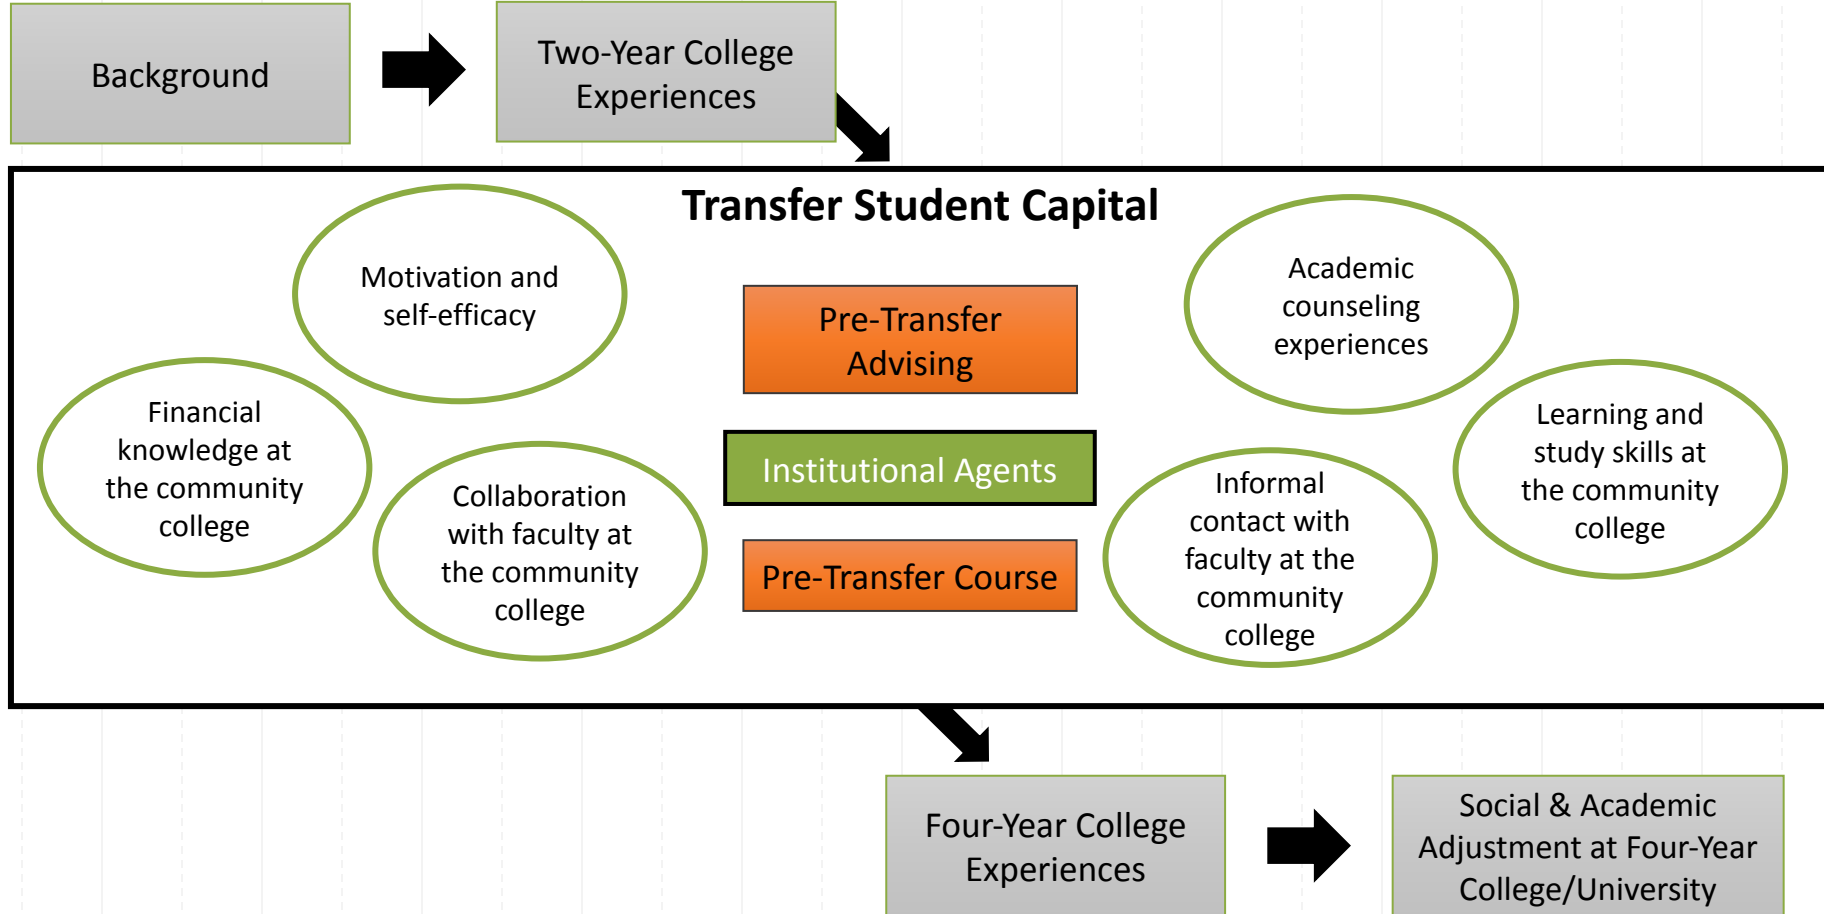 Background
Two-Year College
Experiences
Transfer Student Capital
Motivation and
self-efficacy
Financial
knowledge at
the community
college
Collaboration
with faculty at
the community
college
Pre-Transfer
Advising
Institutional Agents
Pre-Transfer Course
Academic
counseling
experiences
Learning and
study skills at
the community
college
Informal
contact with
faculty at the
community
college
Four-Year College
Experiences
Social & Academic
Adjustment at Four-Year
College/University